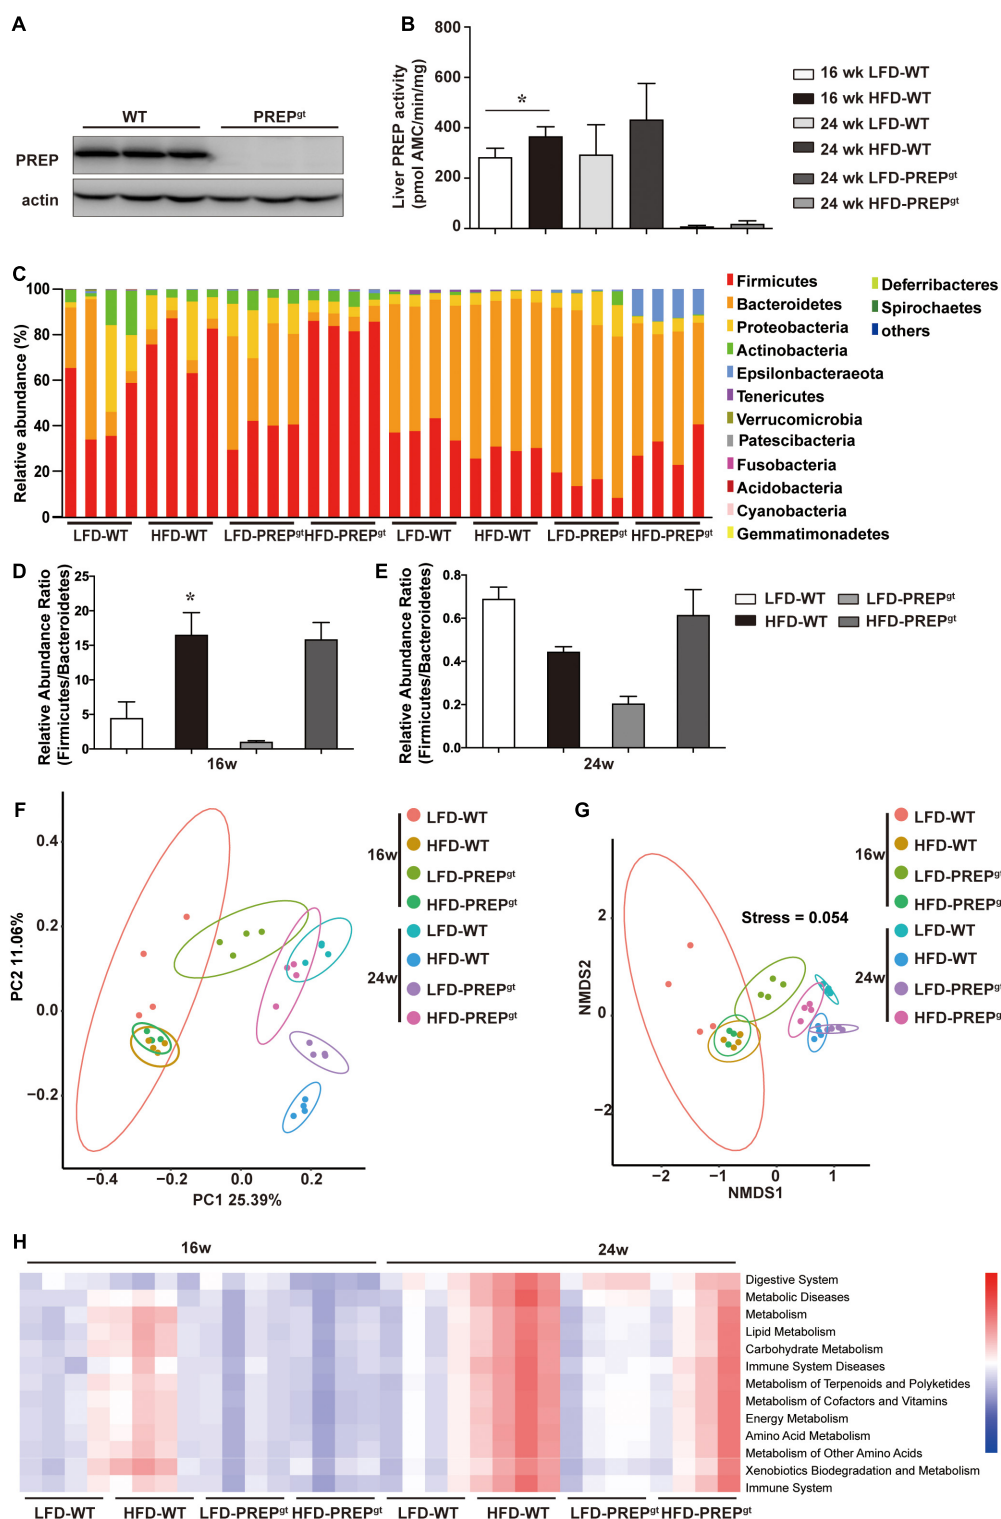 A
WT PREPgt
PREP
actin
B
Liver PREP activity
(pmol AMC/min/mg)
800
600
400
200
0
*
16 wk LFD-WT
16 wk HFD-WT
24 wk LFD-WT
24 wk HFD-WT
24 wk LFD-PREPgt
24 wk HFD-PREPgt
C
Relative abundance (%)
100
80
60
40
20
0
LFD-WT HFD-WT LFD-PREPgt HFD-PREPgt LFD-WT HFD-WT LFD-PREPgt HFD-PREPgt
Firmicutes
Bacteroidetes
Proteobacteria
Actinobacteria
Epsilonbacteraeota
Tenericutes
Verrucomicrobia
Patescibacteria
Fusobacteria
Acidobacteria
Cyanobacteria
Gemmatimonadetes
Deferribacteres
Spirochaetes
others
D
Relative Abundance Ratio
(Firmicutes/Bacteroidetes)
25
20
15
10
5
0
*
16w
E
Relative Abundance Ratio
(Firmicutes/Bacteroidetes)
0.8
0.6
0.4
0.2
0.0
24w
LFD-WT LFD-PREPgt
HFD-WT HFD-PREPgt
F
PC2 11.06%
0.4
0.2
0.0
−0.2
−0.4 −0.2 0.0 0.2
PC1 25.39%
16w
LFD-WT
HFD-WT
LFD-PREPgt
HFD-PREPgt
24w
LFD-WT
HFD-WT
LFD-PREPgt
HFD-PREPgt
G
NMDS2
2
0
−2
Stress = 0.054
−2 −1 0 1
NMDS1
16w
LFD-WT
HFD-WT
LFD-PREPgt
HFD-PREPgt
24w
LFD-WT
HFD-WT
LFD-PREPgt
HFD-PREPgt
H
16w 24w
Digestive System
Metabolic Diseases
Metabolism
Lipid Metabolism
Carbohydrate Metabolism
Immune System Diseases
Metabolism of Terpenoids and Polyketides
Metabolism of Cofactors and Vitamins
Energy Metabolism
Amino Acid Metabolism
Metabolism of Other Amino Acids
Xenobiotics Biodegradation and Metabolism
Immune System
LFD-WT HFD-WT LFD-PREPgt HFD-PREPgt LFD-WT HFD-WT LFD-PREPgt HFD-PREPgt